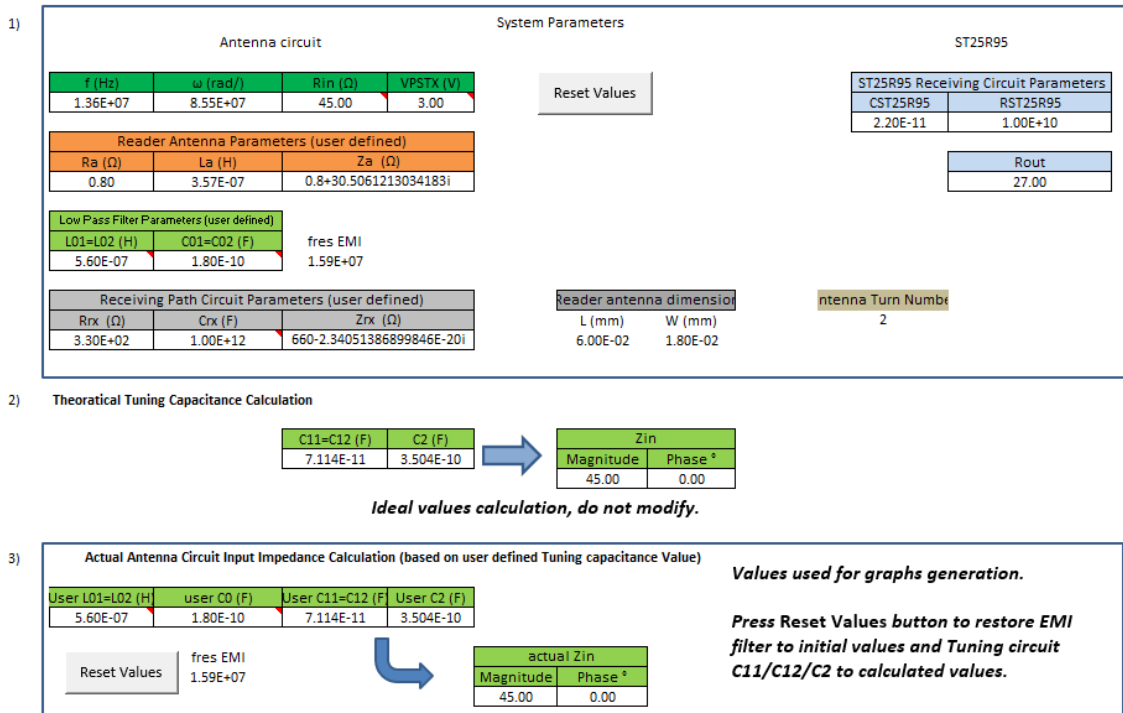 1)
System Parameters
Antenna circuit
ST25R95
f (Hz) ω (rad/) Rin (Ω) VPSTX (V)
1.36E+07 8.55E+07 45.00 3.00
Reset Values
ST25R95 Receiving Circuit Parameters
CST25R95 RST25R95
2.20E-11 1.00E+10
Reader Antenna Parameters (user defined)
Ra (Ω) La (H) Za (Ω)
0.80 3.57E-07 0.8+30.5061213034183i
Rout
27.00
Low Pass Filter Parameters (user defined)
L01=L02 (H) C01=C02 (F) fres EMI
5.60E-07 1.80E-10 1.59E+07
Receiving Path Circuit Parameters (user defined)
Rrx (Ω) Crx (F) Zrx (Ω)
3.30E+02 1.00E+12 660-2.34051386899846E-20i
Reader antenna dimension
L (mm) W (mm)
6.00E-02 1.80E-02
ntenna Turn Numbe
2
2)
Theoratical Tuning Capacitance Calculation
C11=C12 (F) C2 (F)
7.114E-11 3.504E-10
Zin
Magnitude Phase °
45.00 0.00
Ideal values calculation, do not modify.
3)
Actual Antenna Circuit Input Impedance Calculation (based on user defined Tuning capacitance Value)
User L01=L02 (H) user C0 (F) User C11=C12 (F) User C2 (F)
5.60E-07 1.80E-10 7.114E-11 3.504E-10
Reset Values
fres EMI
1.59E+07
actual Zin
Magnitude Phase °
45.00 0.00
Values used for graphs generation.
Press Reset Values button to restore EMI
filter to initial values and Tuning circuit
C11/C12/C2 to calculated values.